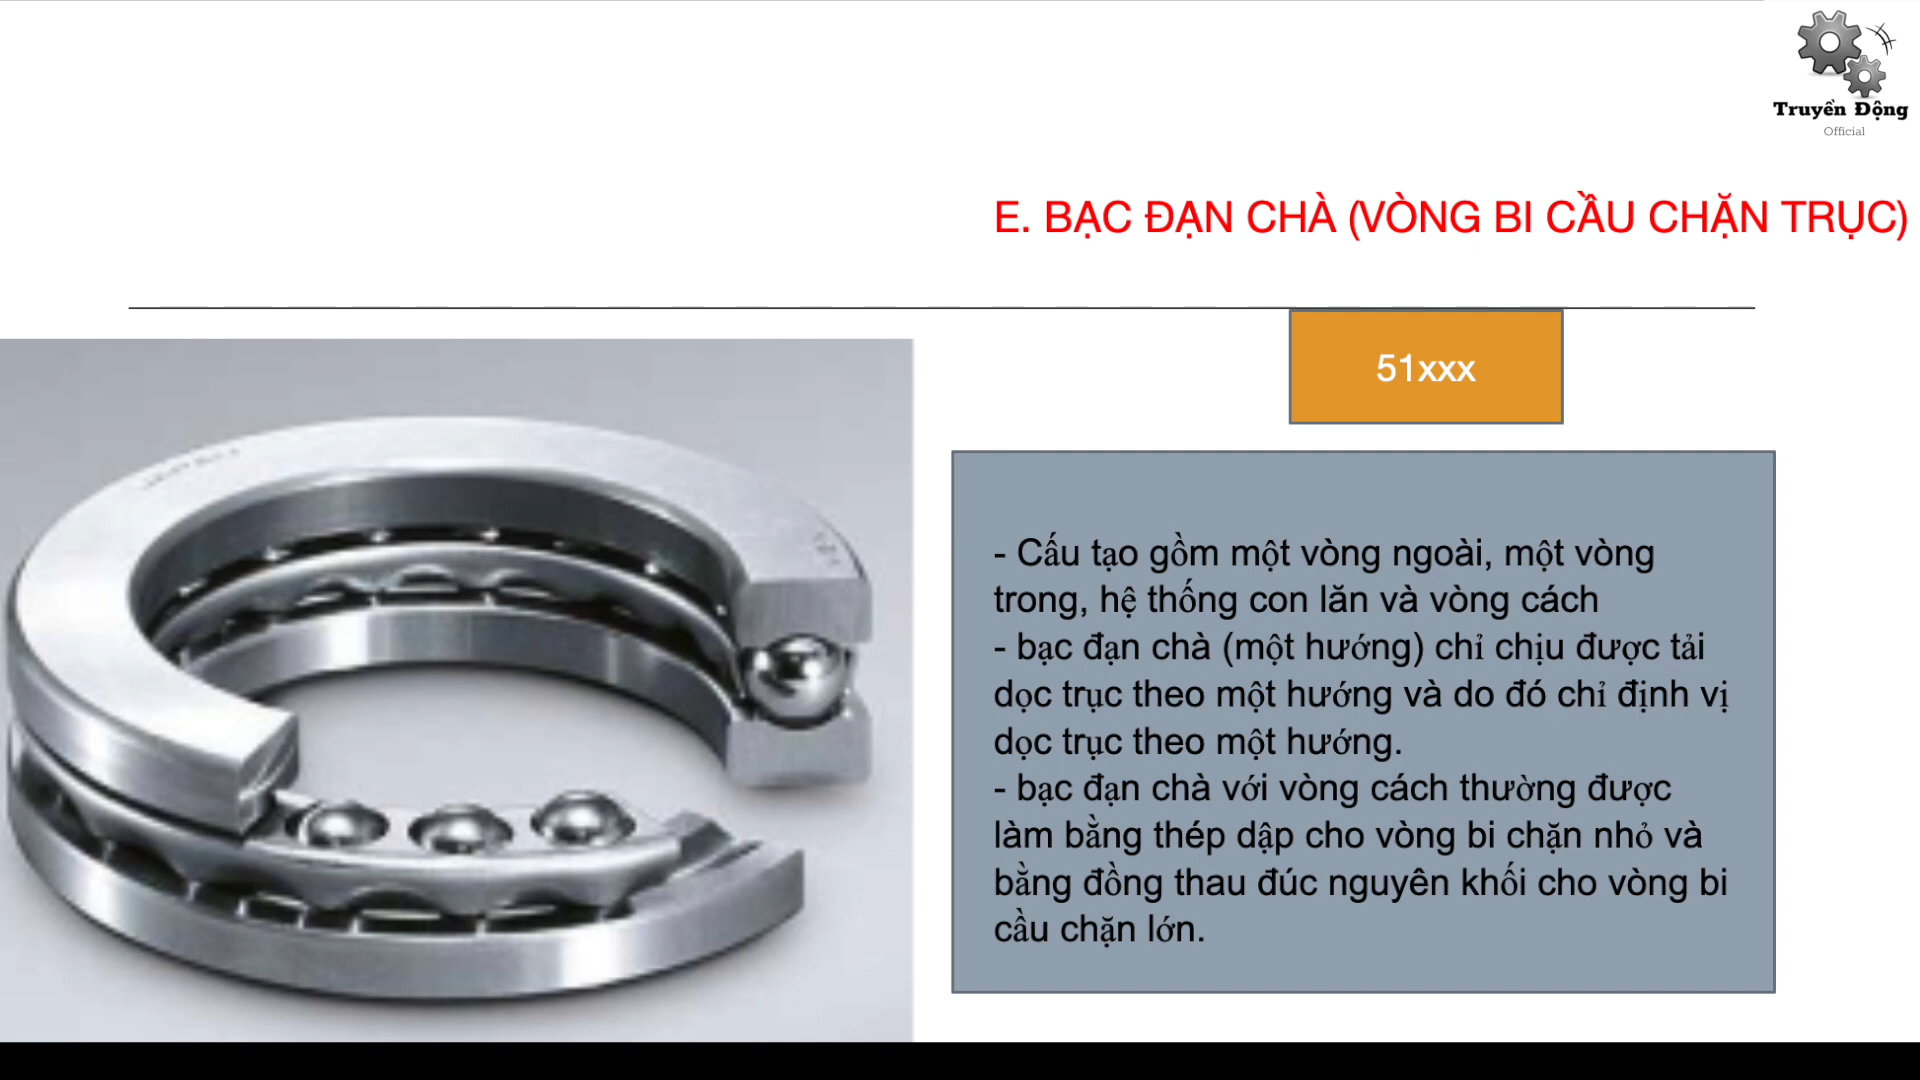 Truyền Động
Official
E. BẠC ĐẠN CHÀ (VÒNG BI CẦU CHẶN TRỤC)
51xxx
- Cấu tạo gồm một vòng ngoài, một vòng
trong, hệ thống con lăn và vòng cách
- bạc đạn chà (một hướng) chỉ chịu được tải
dọc trục theo một hướng và do đó chỉ định vị
dọc trục theo một hướng.
- bạc đạn chà với vòng cách thường được
làm bằng thép dập cho vòng bi chặn nhỏ và
bằng đồng thau đúc nguyên khối cho vòng bi
cầu chặn lớn.